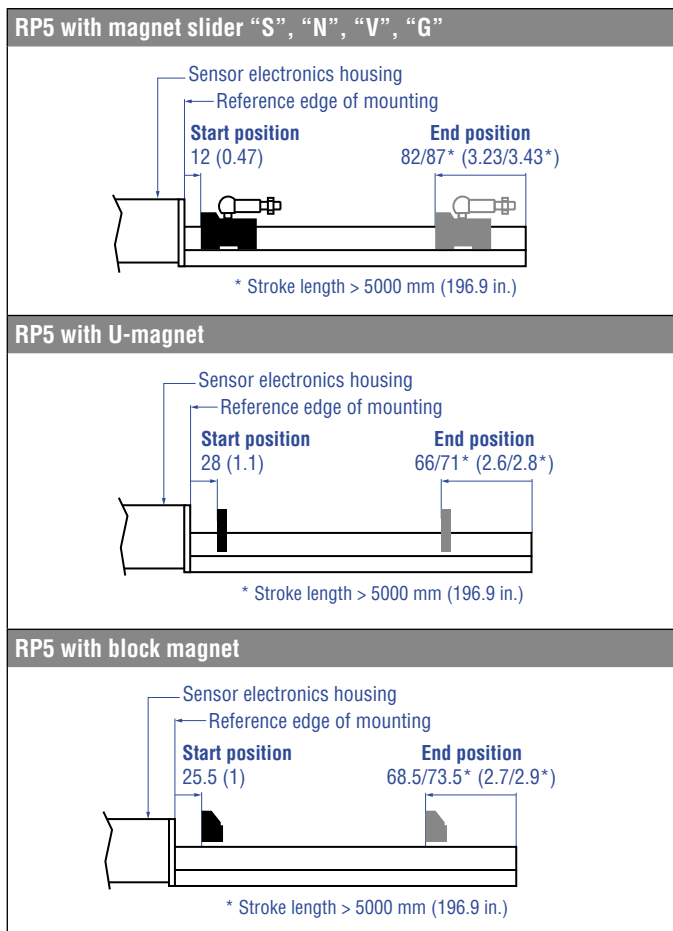 RP5 with magnet slider “S”, “N”, “V”, “G”
Sensor electronics housing
Reference edge of mounting
Start position End position
12 (0.47) 82/87* (3.23/3.43*)
* Stroke length > 5000 mm (196.9 in.)
RP5 with U-magnet
Sensor electronics housing
Reference edge of mounting
Start position End position
28 (1.1) 66/71* (2.6/2.8*)
* Stroke length > 5000 mm (196.9 in.)
RP5 with block magnet
Sensor electronics housing
Reference edge of mounting
Start position End position
25.5 (1) 68.5/73.5* (2.7/2.9*)
* Stroke length > 5000 mm (196.9 in.)